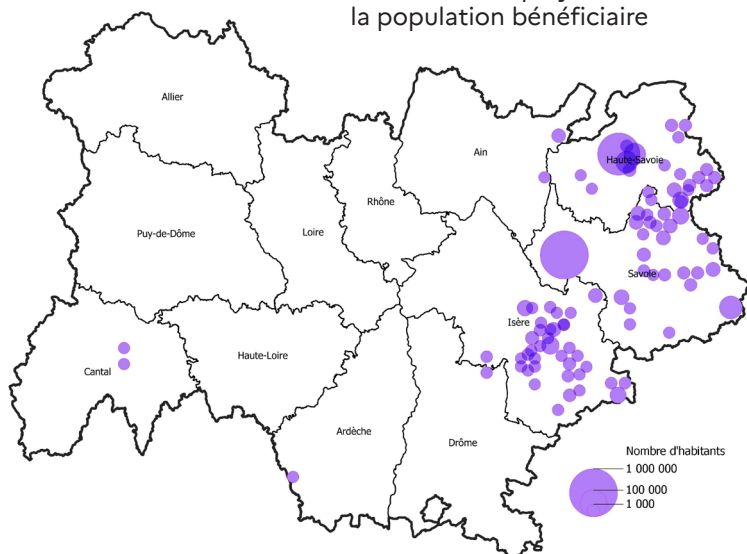 la population bénéficiaire
Allier
Ain
Haute-Savoie
Rhône
Puy-de-Dôme
Loire
Savoie
Isère
Haute-Loire
Cantal
Ardèche
Drôme
Nombre d'habitants
1 000 000
100 000
1 000